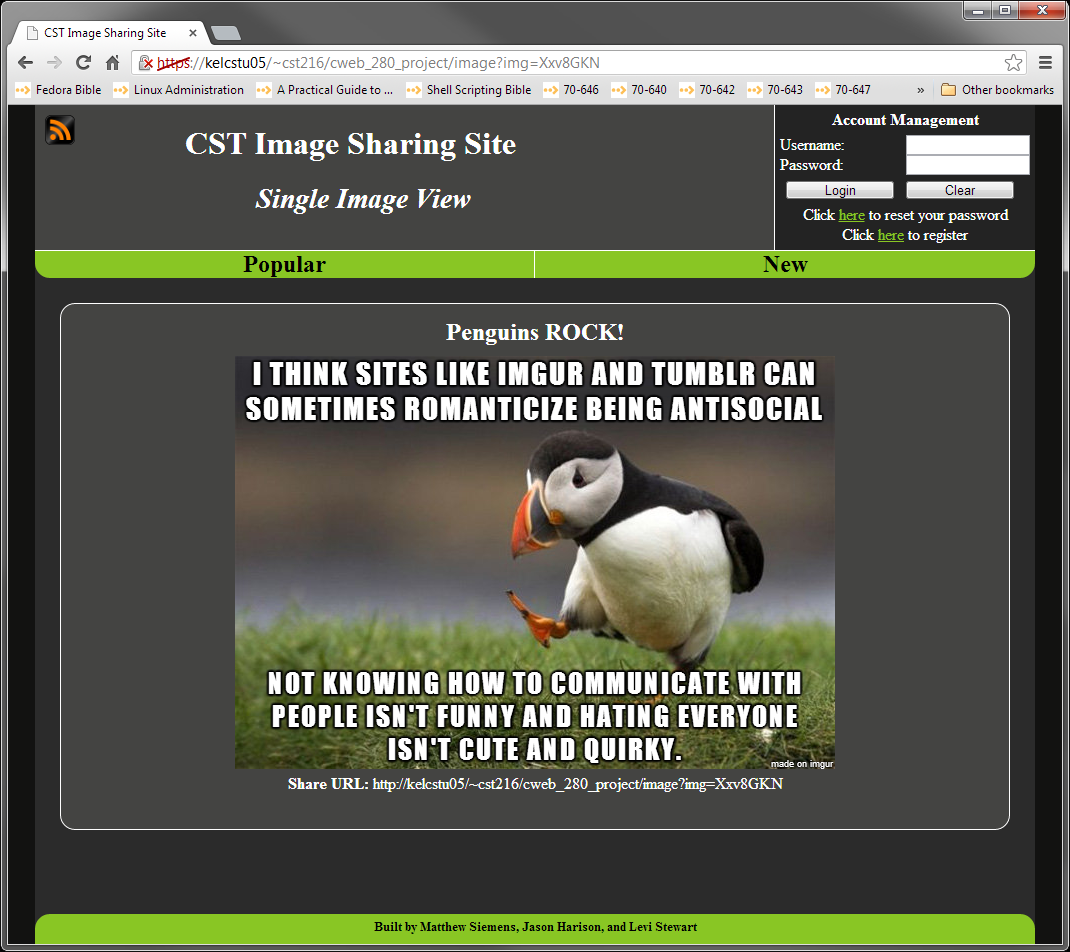 CST Image Sharing Site
https://kelcstu05/~cst216/cweb_280_project/image?img=Xxv8GKN
Fedora Bible
Linux Administration
A Practical Guide to ...
Shell Scripting Bible
70-646
70-640
70-642
70-643
70-647
»
Other bookmarks
CST Image Sharing Site
Single Image View
Account Management
Username:
Password:
Login
Clear
Click here to reset your password
Click here to register
Popular
New
Penguins ROCK!
I THINK SITES LIKE IMGUR AND TUMBLR CAN
SOMETIMES ROMANTICIZE BEING ANTISOCIAL
NOT KNOWING HOW TO COMMUNICATE WITH
PEOPLE ISN'T FUNNY AND HATING EVERYONE
ISN'T CUTE AND QUIRKY.
made on imgur
Share URL: http://kelcstu05/~cst216/cweb_280_project/image?img=Xxv8GKN
Built by Matthew Siemens, Jason Harison, and Levi Stewart